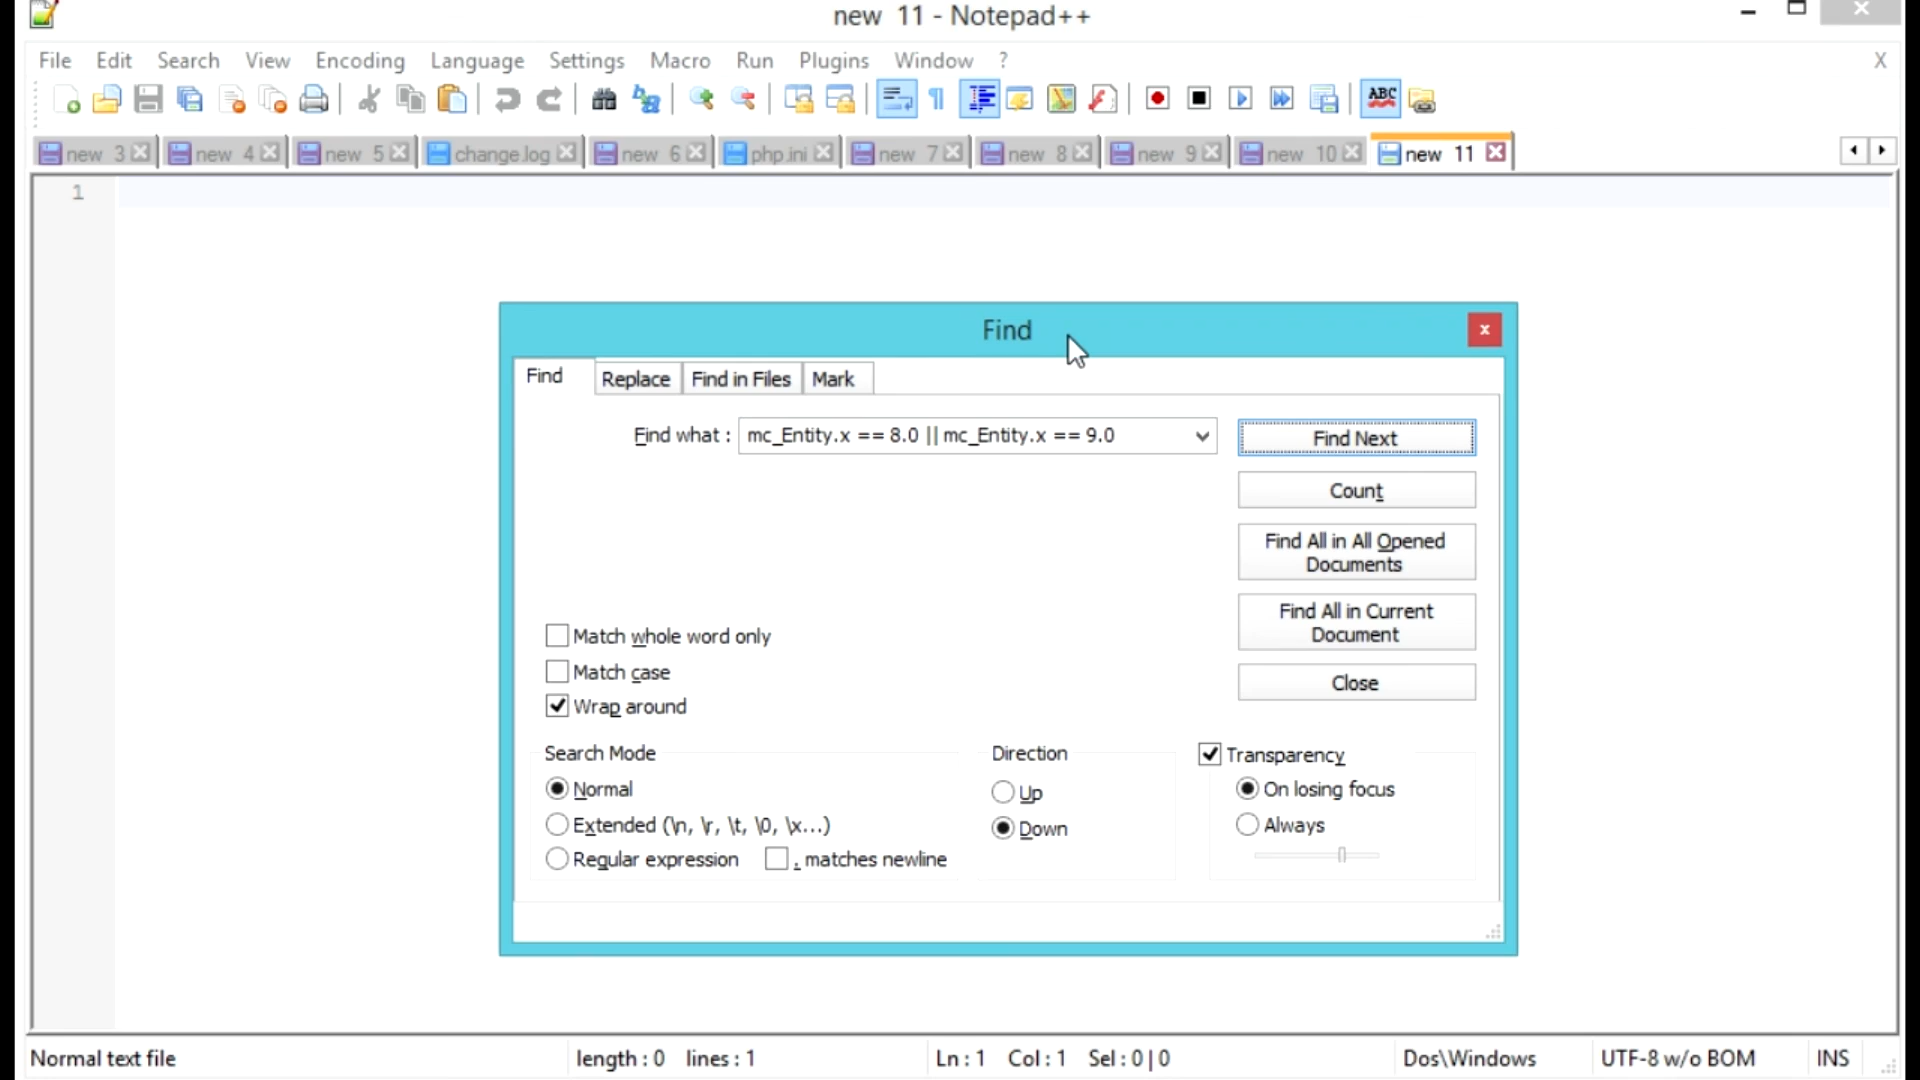 new  11 - Notepad++
File Edit Search View Encoding Language Settings Macro Run Plugins Window ? X
ABC
new  3 new  4 new  5 change.log new  6 php.ini new  7 new  8 new  9 new  10 new  11
1
Find x
Find Replace Find in Files Mark
Find what : mc_Entity.x == 8.0 || mc_Entity.x == 9.0 Find Next
Count
Find All in All Opened
Documents
Find All in Current
Document
Match whole word only
Match case
Close
Wrap around
Search Mode Direction Transparency
Normal Up On losing focus
Extended (\n, \r, \t, \0, \x...) Down Always
Regular expression . matches newline
Normal text file length : 0 lines : 1 Ln : 1 Col : 1 Sel : 0 | 0 Dos\Windows UTF-8 w/o BOM INS